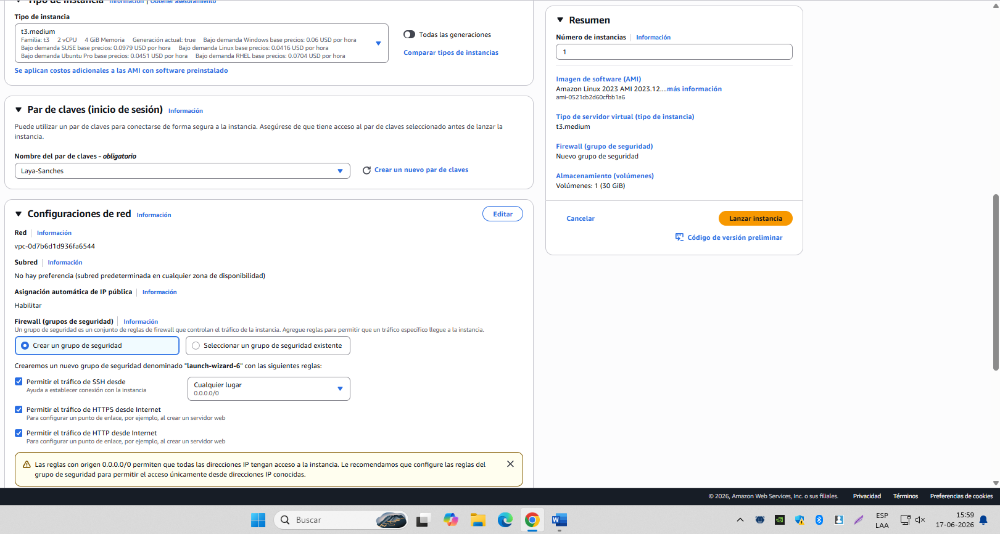 Tipo de instancia Información | Obtener asesoramiento
Tipo de instancia
t3.medium
Familia: t3 2 vCPU 4 GiB Memoria Generación actual: true Bajo demanda Windows base precios: 0.06 USD por hora
Bajo demanda SUSE base precios: 0.0979 USD por hora Bajo demanda Linux base precios: 0.0416 USD por hora
Bajo demanda Ubuntu Pro base precios: 0.0451 USD por hora Bajo demanda RHEL base precios: 0.0704 USD por hora
Todas las generaciones
Comparar tipos de instancias
Se aplican costos adicionales a las AMI con software preinstalado
Par de claves (inicio de sesión) Información
Puede utilizar un par de claves para conectarse de forma segura a la instancia. Asegúrese de que tiene acceso al par de claves seleccionado antes de lanzar la
instancia.
Nombre del par de claves - obligatorio
Laya-Sanches
Crear un nuevo par de claves
Configuraciones de red Información
Editar
Red Información
vpc-0d7b6d1d936fa6544
Subred Información
No hay preferencia (subred predeterminada en cualquier zona de disponibilidad)
Asignación automática de IP pública Información
Habilitar
Firewall (grupos de seguridad) Información
Un grupo de seguridad es un conjunto de reglas de firewall que controlan el tráfico de la instancia. Agregue reglas para permitir que un tráfico específico llegue a la instancia.
Crear un grupo de seguridad
Seleccionar un grupo de seguridad existente
Crearemos un nuevo grupo de seguridad denominado "launch-wizard-6" con las siguientes reglas:
Permitir el tráfico de SSH desde
Ayuda a establecer conexión con la instancia
Cualquier lugar
0.0.0.0/0
Permitir el tráfico de HTTPS desde Internet
Para configurar un punto de enlace, por ejemplo, al crear un servidor web
Permitir el tráfico de HTTP desde Internet
Para configurar un punto de enlace, por ejemplo, al crear un servidor web
Las reglas con origen 0.0.0.0/0 permiten que todas las direcciones IP tengan acceso a la instancia. Le recomendamos que configure las reglas del
grupo de seguridad para permitir el acceso únicamente desde direcciones IP conocidas.
Resumen
Número de instancias Información
1
Imagen de software (AMI)
Amazon Linux 2023 AMI 2023.12....más información
ami-0521cb2d60cfbb1a6
Tipo de servidor virtual (tipo de instancia)
t3.medium
Firewall (grupo de seguridad)
Nuevo grupo de seguridad
Almacenamiento (volúmenes)
Volúmenes: 1 (30 GiB)
Cancelar
Lanzar instancia
Código de versión preliminar
© 2026, Amazon Web Services, Inc. o sus filiales. Privacidad Términos Preferencias de cookies
Buscar
ESP
LAA
15:59
17-06-2026